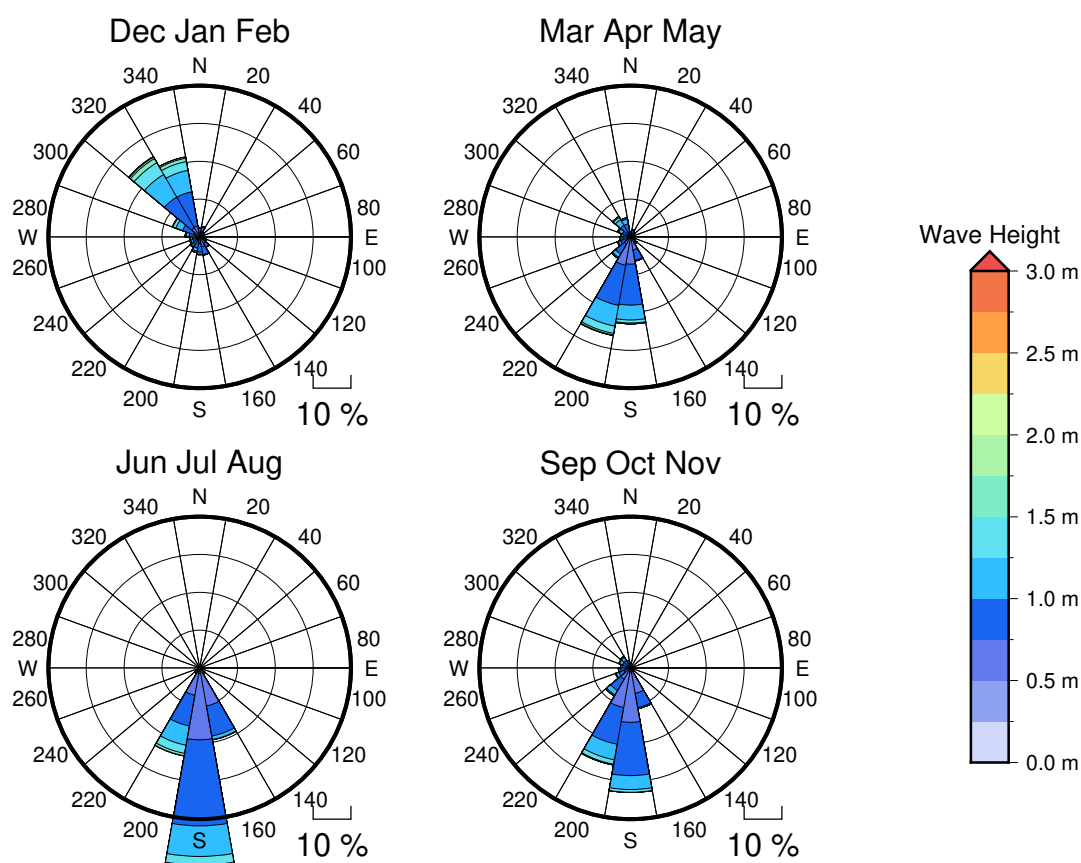 Dec Jan Feb
N
20
40
60
80
E
100
120
140
160
S
200
220
240
260
W
280
300
320
340
10 %
Mar Apr May
N
20
40
60
80
E
100
120
140
160
S
200
220
240
260
W
280
300
320
340
10 %
Jun Jul Aug
N
20
40
60
80
E
100
120
140
160
S
200
220
240
260
W
280
300
320
340
10 %
Sep Oct Nov
N
20
40
60
80
E
100
120
140
160
S
200
220
240
260
W
280
300
320
340
10 %
Wave Height
3.0 m
2.5 m
2.0 m
1.5 m
1.0 m
0.5 m
0.0 m